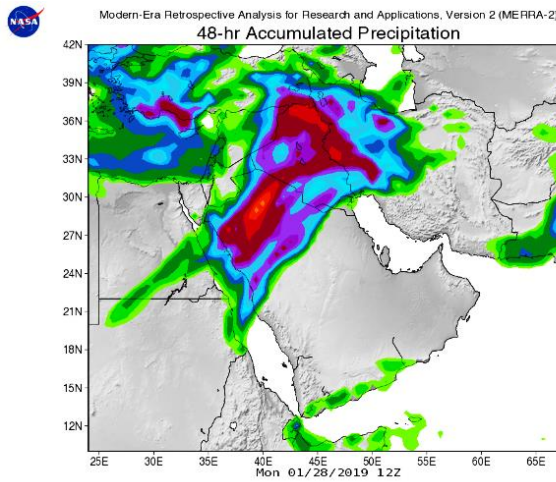 NASA
Modern-Era Retrospective Analysis for Research and Applications, Version 2 (MERRA-2)
48-hr Accumulated Precipitation
42N
39N
36N
33N
30N
27N
24N
21N
18N
15N
12N
25E 30E 35E 40E 45E 50E 55E 60E 65E
Mon 01/28/2019 12Z